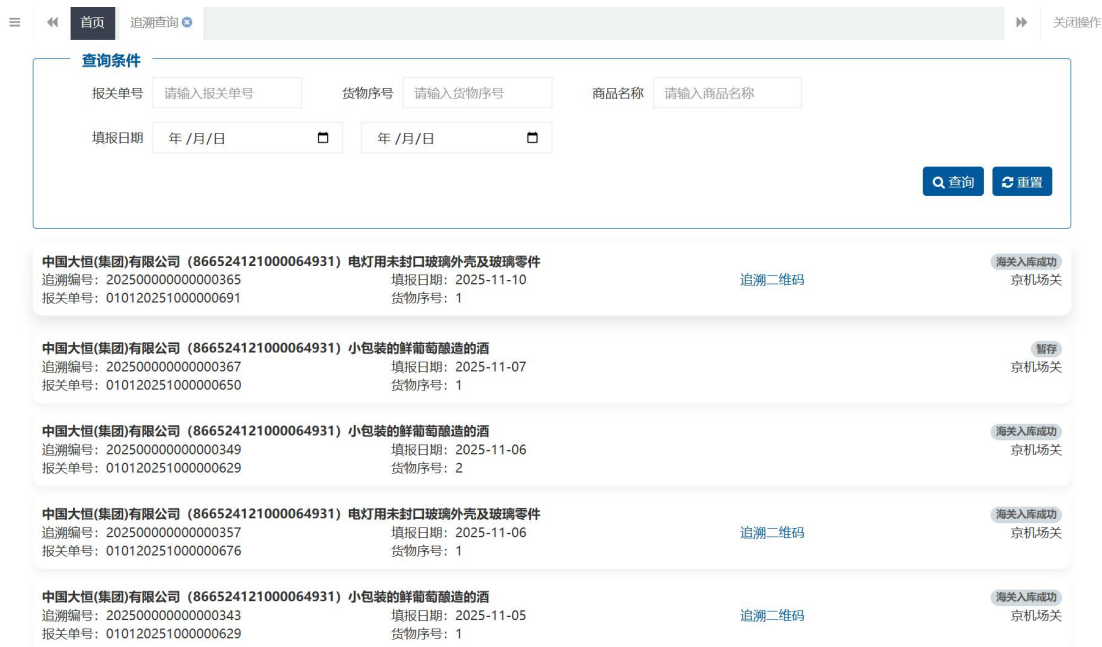 首页 追溯查询 关闭操作
查询条件
报关单号 请输入报关单号 货物序号 请输入货物序号 商品名称 请输入商品名称
填报日期 年 /月/日 年 /月/日
查询 重置
中国大恒(集团)有限公司（866524121000064931）电灯用未封口玻璃外壳及玻璃零件 海关入库成功
追溯编号：202500000000000365 填报日期：2025-11-10 追溯二维码 京机场关
报关单号：010120251000000691 货物序号：1
中国大恒(集团)有限公司（866524121000064931）小包装的鲜葡萄酿造的酒 暂存
追溯编号：202500000000000367 填报日期：2025-11-07 京机场关
报关单号：010120251000000650 货物序号：1
中国大恒(集团)有限公司（866524121000064931）小包装的鲜葡萄酿造的酒 海关入库成功
追溯编号：202500000000000349 填报日期：2025-11-06 京机场关
报关单号：010120251000000629 货物序号：2
中国大恒(集团)有限公司（866524121000064931）电灯用未封口玻璃外壳及玻璃零件 海关入库成功
追溯编号：202500000000000357 填报日期：2025-11-06 追溯二维码 京机场关
报关单号：010120251000000676 货物序号：1
中国大恒(集团)有限公司（866524121000064931）小包装的鲜葡萄酿造的酒 海关入库成功
追溯编号：202500000000000343 填报日期：2025-11-05 追溯二维码 京机场关
报关单号：010120251000000629 货物序号：1